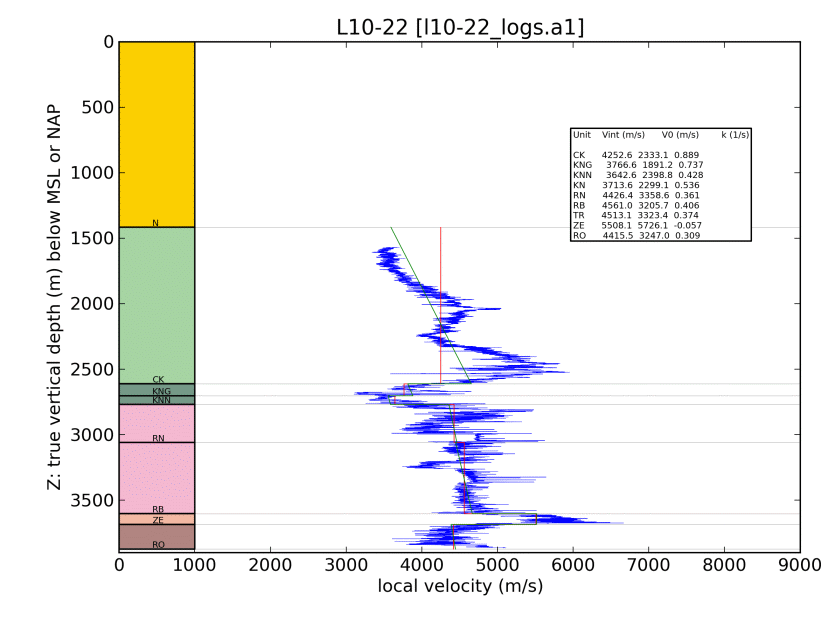 L10-22 [l10-22_logs.a1]
0
500
1000
1500
2000
2500
3000
3500
Z: true vertical depth (m) below MSL or NAP
N
CK
KNG
KNN
RN
RB
ZE
RO
Unit Vint (m/s) V0 (m/s) k (1/s)
CK 4252.6 2333.1 0.889
KNG 3766.6 1891.2 0.737
KNN 3642.6 2398.8 0.428
KN 3713.6 2299.1 0.536
RN 4426.4 3358.6 0.361
RB 4561.0 3205.7 0.406
TR 4513.1 3323.4 0.374
ZE 5508.1 5726.1 -0.057
RO 4415.5 3247.0 0.309
0 1000 2000 3000 4000 5000 6000 7000 8000 9000
local velocity (m/s)